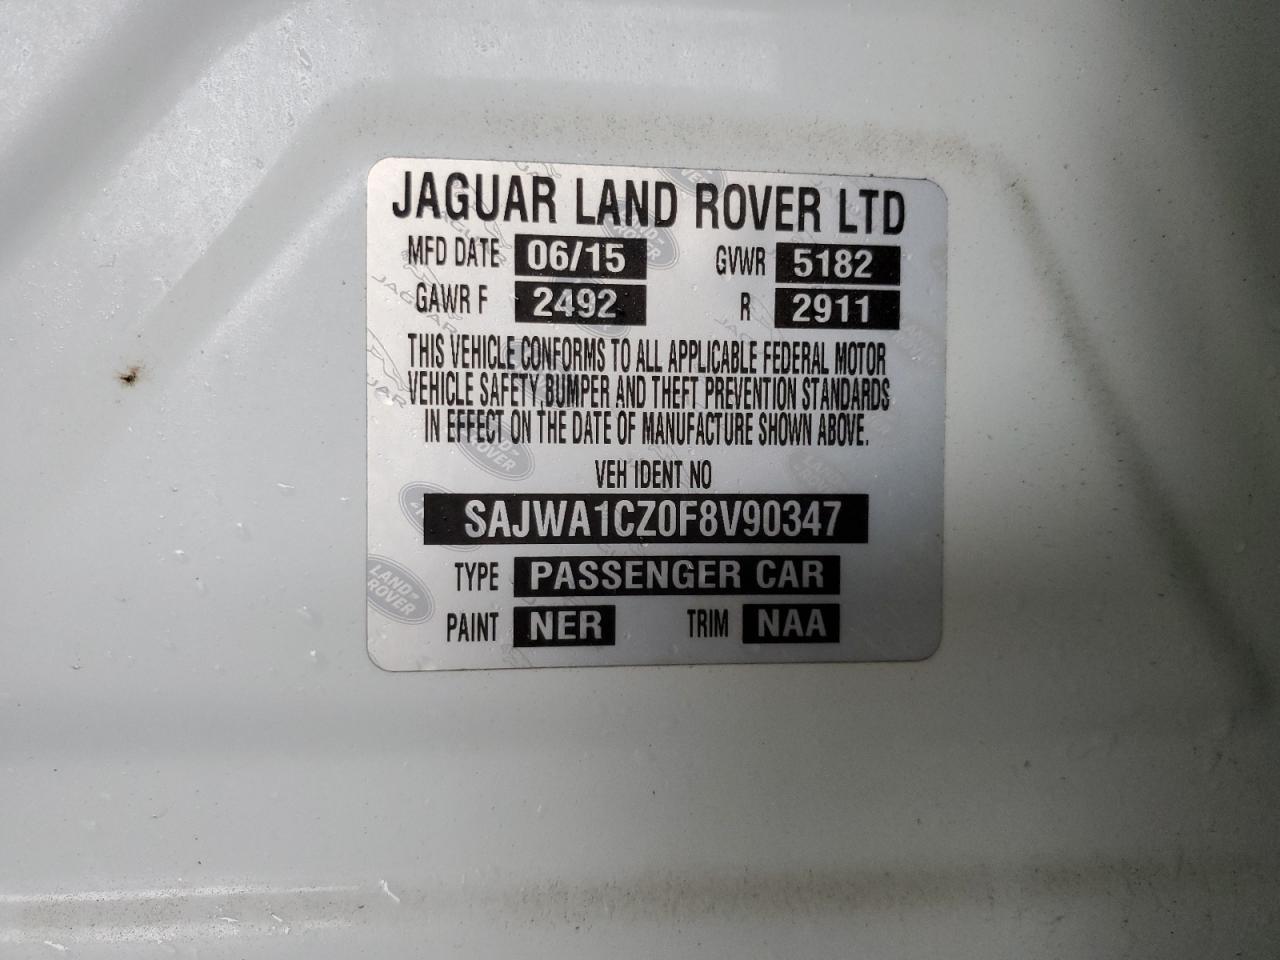 JAGUAR LAND ROVER LTD
MFD DATE 06/15 GVWR 5182
GAWR F 2492 R 2911
THIS VEHICLE CONFORMS TO ALL APPLICABLE FEDERAL MOTOR
VEHICLE SAFETY,BUMPER AND THEFT PREVENTION STANDARDS
IN EFFECT ON THE DATE OF MANUFACTURE SHOWN ABOVE.
VEH IDENT NO
SAJWA1CZ0F8V90347
TYPE PASSENGER CAR
PAINT NER TRIM NAA